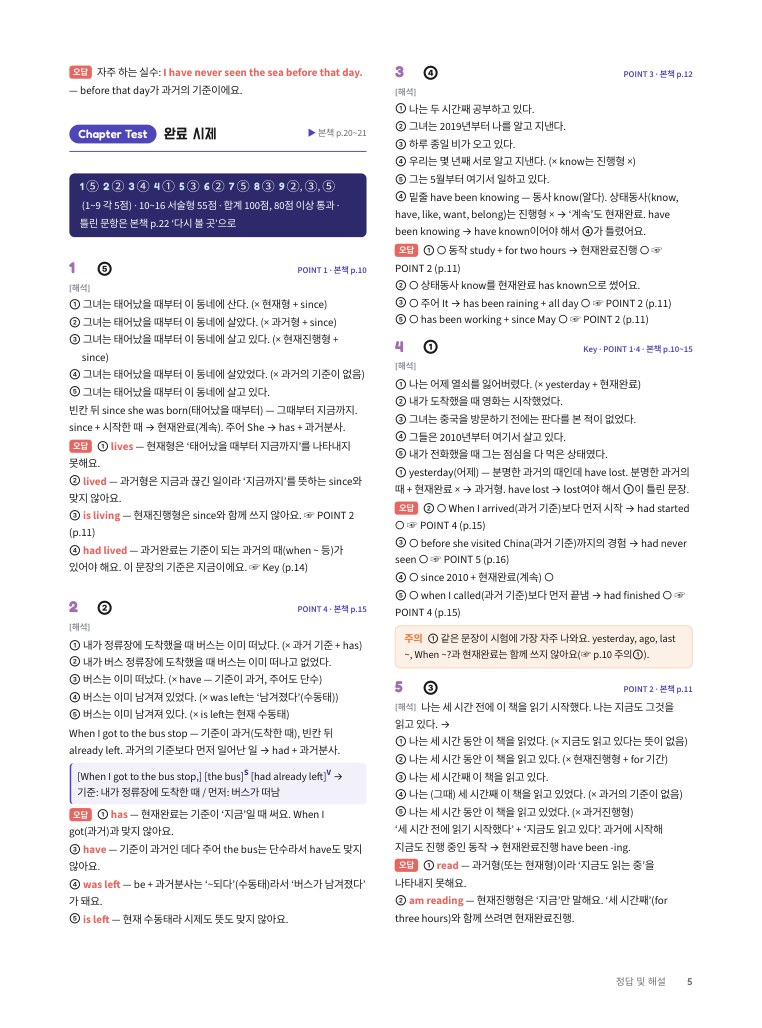 오답 자주 하는 실수: I have never seen the sea before that day.
— before that day가 과거의 기준이에요.
Chapter Test 완료 시제 ▶ 본책 p.20~21
1 ⑤ 2 ② 3 ④ 4 ① 5 ③ 6 ② 7 ⑤ 8 ③ 9 ②, ③, ⑤
(1~9 각 5점) · 10~16 서술형 55점 · 합계 100점, 80점 이상 통과 ·
틀린 문항은 본책 p.22 ‘다시 볼 곳’으로
1 ⑤ POINT 1 · 본책 p.10
[해석]
① 그녀는 태어났을 때부터 이 동네에 산다. (× 현재형 + since)
② 그녀는 태어났을 때부터 이 동네에 살았다. (× 과거형 + since)
③ 그녀는 태어났을 때부터 이 동네에 살고 있다. (× 현재진행형 +
since)
④ 그녀는 태어났을 때부터 이 동네에 살았었다. (× 과거의 기준이 없음)
⑤ 그녀는 태어났을 때부터 이 동네에 살고 있다.
빈칸 뒤 since she was born(태어났을 때부터) — 그때부터 지금까지.
since + 시작한 때 → 현재완료(계속). 주어 She → has + 과거분사.
오답 ① lives — 현재형은 ‘태어났을 때부터 지금까지’를 나타내지
못해요.
② lived — 과거형은 지금과 끊긴 일이라 ‘지금까지’를 뜻하는 since와
맞지 않아요.
③ is living — 현재진행형은 since와 함께 쓰지 않아요. ☞ POINT 2
(p.11)
④ had lived — 과거완료는 기준이 되는 과거의 때(when ~ 등)가
있어야 해요. 이 문장의 기준은 지금이에요. ☞ Key (p.14)
2 ② POINT 4 · 본책 p.15
[해석]
① 내가 정류장에 도착했을 때 버스는 이미 떠났다. (× 과거 기준 + has)
② 내가 버스 정류장에 도착했을 때 버스는 이미 떠나고 없었다.
③ 버스는 이미 떠났다. (× have — 기준이 과거, 주어도 단수)
④ 버스는 이미 남겨져 있었다. (× was left는 ‘남겨졌다’(수동태))
⑤ 버스는 이미 남겨져 있다. (× is left는 현재 수동태)
When I got to the bus stop — 기준이 과거(도착한 때), 빈칸 뒤
already left. 과거의 기준보다 먼저 일어난 일 → had + 과거분사.
[When I got to the bus stop,] [the bus]S [had already left]V →
기준: 내가 정류장에 도착한 때 / 먼저: 버스가 떠남
오답 ① has — 현재완료는 기준이 ‘지금’일 때 써요. When I
got(과거)과 맞지 않아요.
③ have — 기준이 과거인 데다 주어 the bus는 단수라서 have도 맞지
않아요.
④ was left — be + 과거분사는 ‘~되다’(수동태)라서 ‘버스가 남겨졌다’
가 돼요.
⑤ is left — 현재 수동태라 시제도 뜻도 맞지 않아요.
3 ④ POINT 3 · 본책 p.12
[해석]
① 나는 두 시간째 공부하고 있다.
② 그녀는 2019년부터 나를 알고 지낸다.
③ 하루 종일 비가 오고 있다.
④ 우리는 몇 년째 서로 알고 지낸다. (× know는 진행형 ×)
⑤ 그는 5월부터 여기서 일하고 있다.
④ 밑줄 have been knowing — 동사 know(알다). 상태동사(know,
have, like, want, belong)는 진행형 × → ‘계속’도 현재완료. have
been knowing → have known이어야 해서 ④가 틀렸어요.
오답 ① ○ 동작 study + for two hours → 현재완료진행 ○ ☞
POINT 2 (p.11)
② ○ 상태동사 know를 현재완료 has known으로 썼어요.
③ ○ 주어 It → has been raining + all day ○ ☞ POINT 2 (p.11)
⑤ ○ has been working + since May ○ ☞ POINT 2 (p.11)
4 ① Key · POINT 1·4 · 본책 p.10~15
[해석]
① 나는 어제 열쇠를 잃어버렸다. (× yesterday + 현재완료)
② 내가 도착했을 때 영화는 시작했었다.
③ 그녀는 중국을 방문하기 전에는 판다를 본 적이 없었다.
④ 그들은 2010년부터 여기서 살고 있다.
⑤ 내가 전화했을 때 그는 점심을 다 먹은 상태였다.
① yesterday(어제) — 분명한 과거의 때인데 have lost. 분명한 과거의
때 + 현재완료 × → 과거형. have lost → lost여야 해서 ①이 틀린 문장.
오답 ② ○ When I arrived(과거 기준)보다 먼저 시작 → had started
○ ☞ POINT 4 (p.15)
③ ○ before she visited China(과거 기준)까지의 경험 → had never
seen ○ ☞ POINT 5 (p.16)
④ ○ since 2010 + 현재완료(계속) ○
⑤ ○ when I called(과거 기준)보다 먼저 끝냄 → had finished ○ ☞
POINT 4 (p.15)
주의 ① 같은 문장이 시험에 가장 자주 나와요. yesterday, ago, last
~, When ~?과 현재완료는 함께 쓰지 않아요(☞ p.10 주의①).
5 ③ POINT 2 · 본책 p.11
[해석] 나는 세 시간 전에 이 책을 읽기 시작했다. 나는 지금도 그것을
읽고 있다. →
① 나는 세 시간 동안 이 책을 읽었다. (× 지금도 읽고 있다는 뜻이 없음)
② 나는 세 시간 동안 이 책을 읽고 있다. (× 현재진행형 + for 기간)
③ 나는 세 시간째 이 책을 읽고 있다.
④ 나는 (그때) 세 시간째 이 책을 읽고 있었다. (× 과거의 기준이 없음)
⑤ 나는 세 시간 동안 이 책을 읽고 있었다. (× 과거진행형)
‘세 시간 전에 읽기 시작했다’ + ‘지금도 읽고 있다’. 과거에 시작해
지금도 진행 중인 동작 → 현재완료진행 have been -ing.
오답 ① read — 과거형(또는 현재형)이라 ‘지금도 읽는 중’을
나타내지 못해요.
② am reading — 현재진행형은 ‘지금’만 말해요. ‘세 시간째’(for
three hours)와 함께 쓰려면 현재완료진행.
정답 및 해설 5